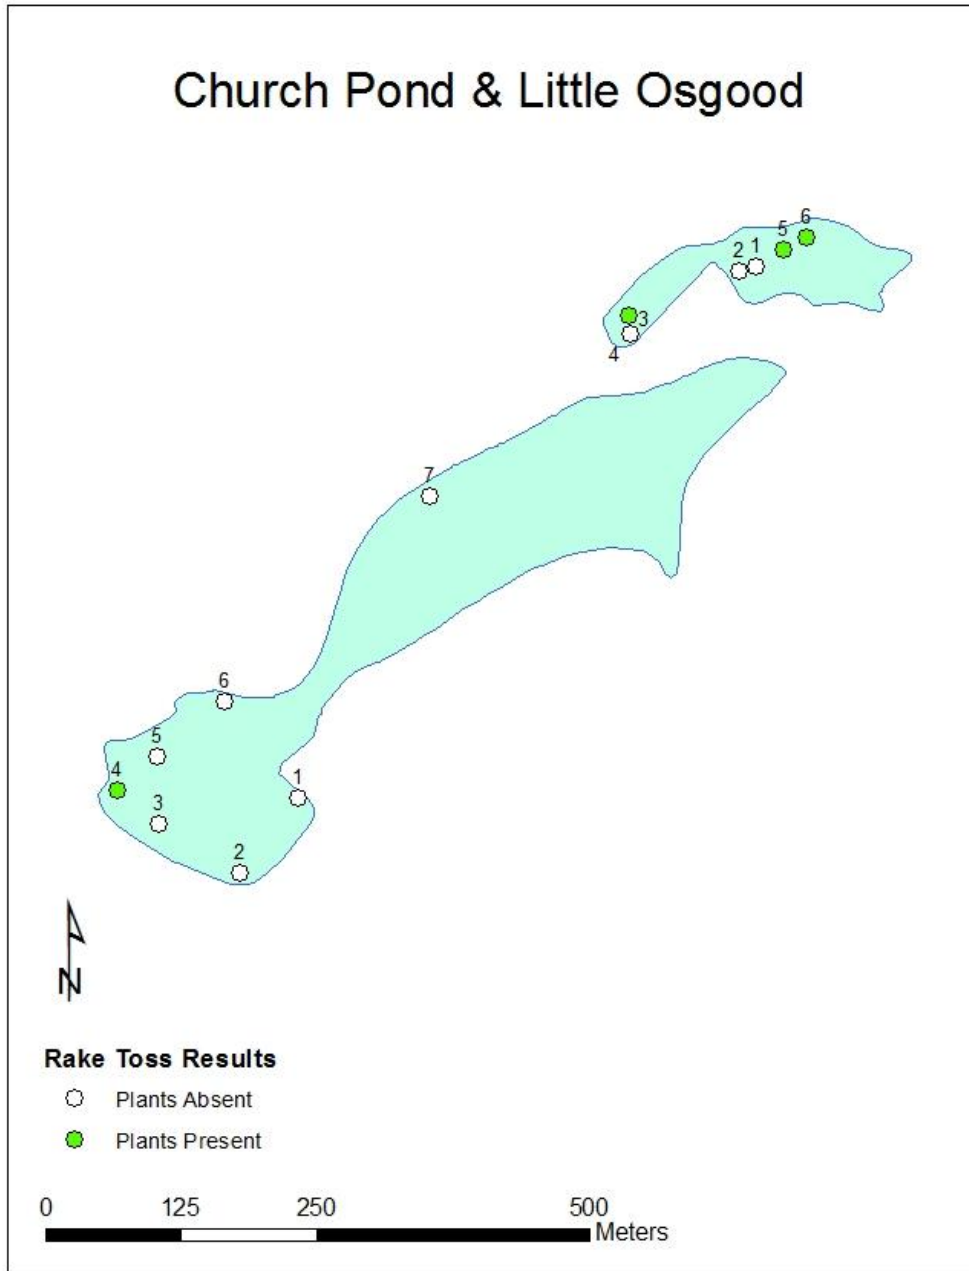 Church Pond & Little Osgood
6
5
1
2
3
4
7
6
5
4
1
3
2
N
Rake Toss Results
Plants Absent
Plants Present
0 125 250 500
Meters